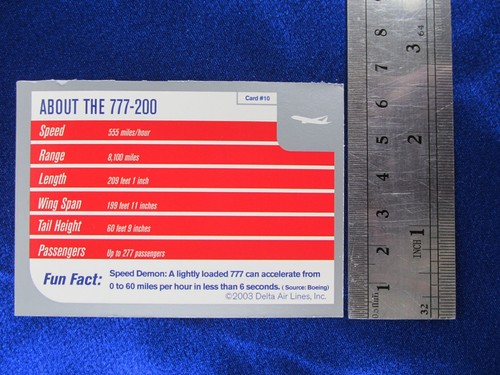 ABOUT THE 777-200
Card #10
Speed 555 miles/hour
Range 8,100 miles
Length 209 feet 1 inch
Wing Span 199 feet 11 inches
Tail Height 60 feet 9 inches
Passengers Up to 277 passengers
Fun Fact: Speed Demon: A lightly loaded 777 can accelerate from
0 to 60 miles per hour in less than 6 seconds. ( Source: Boeing)
©2003 Delta Air Lines, Inc.
8 7 6 5 4 3 2 1
64 3 2 1 INCH 32